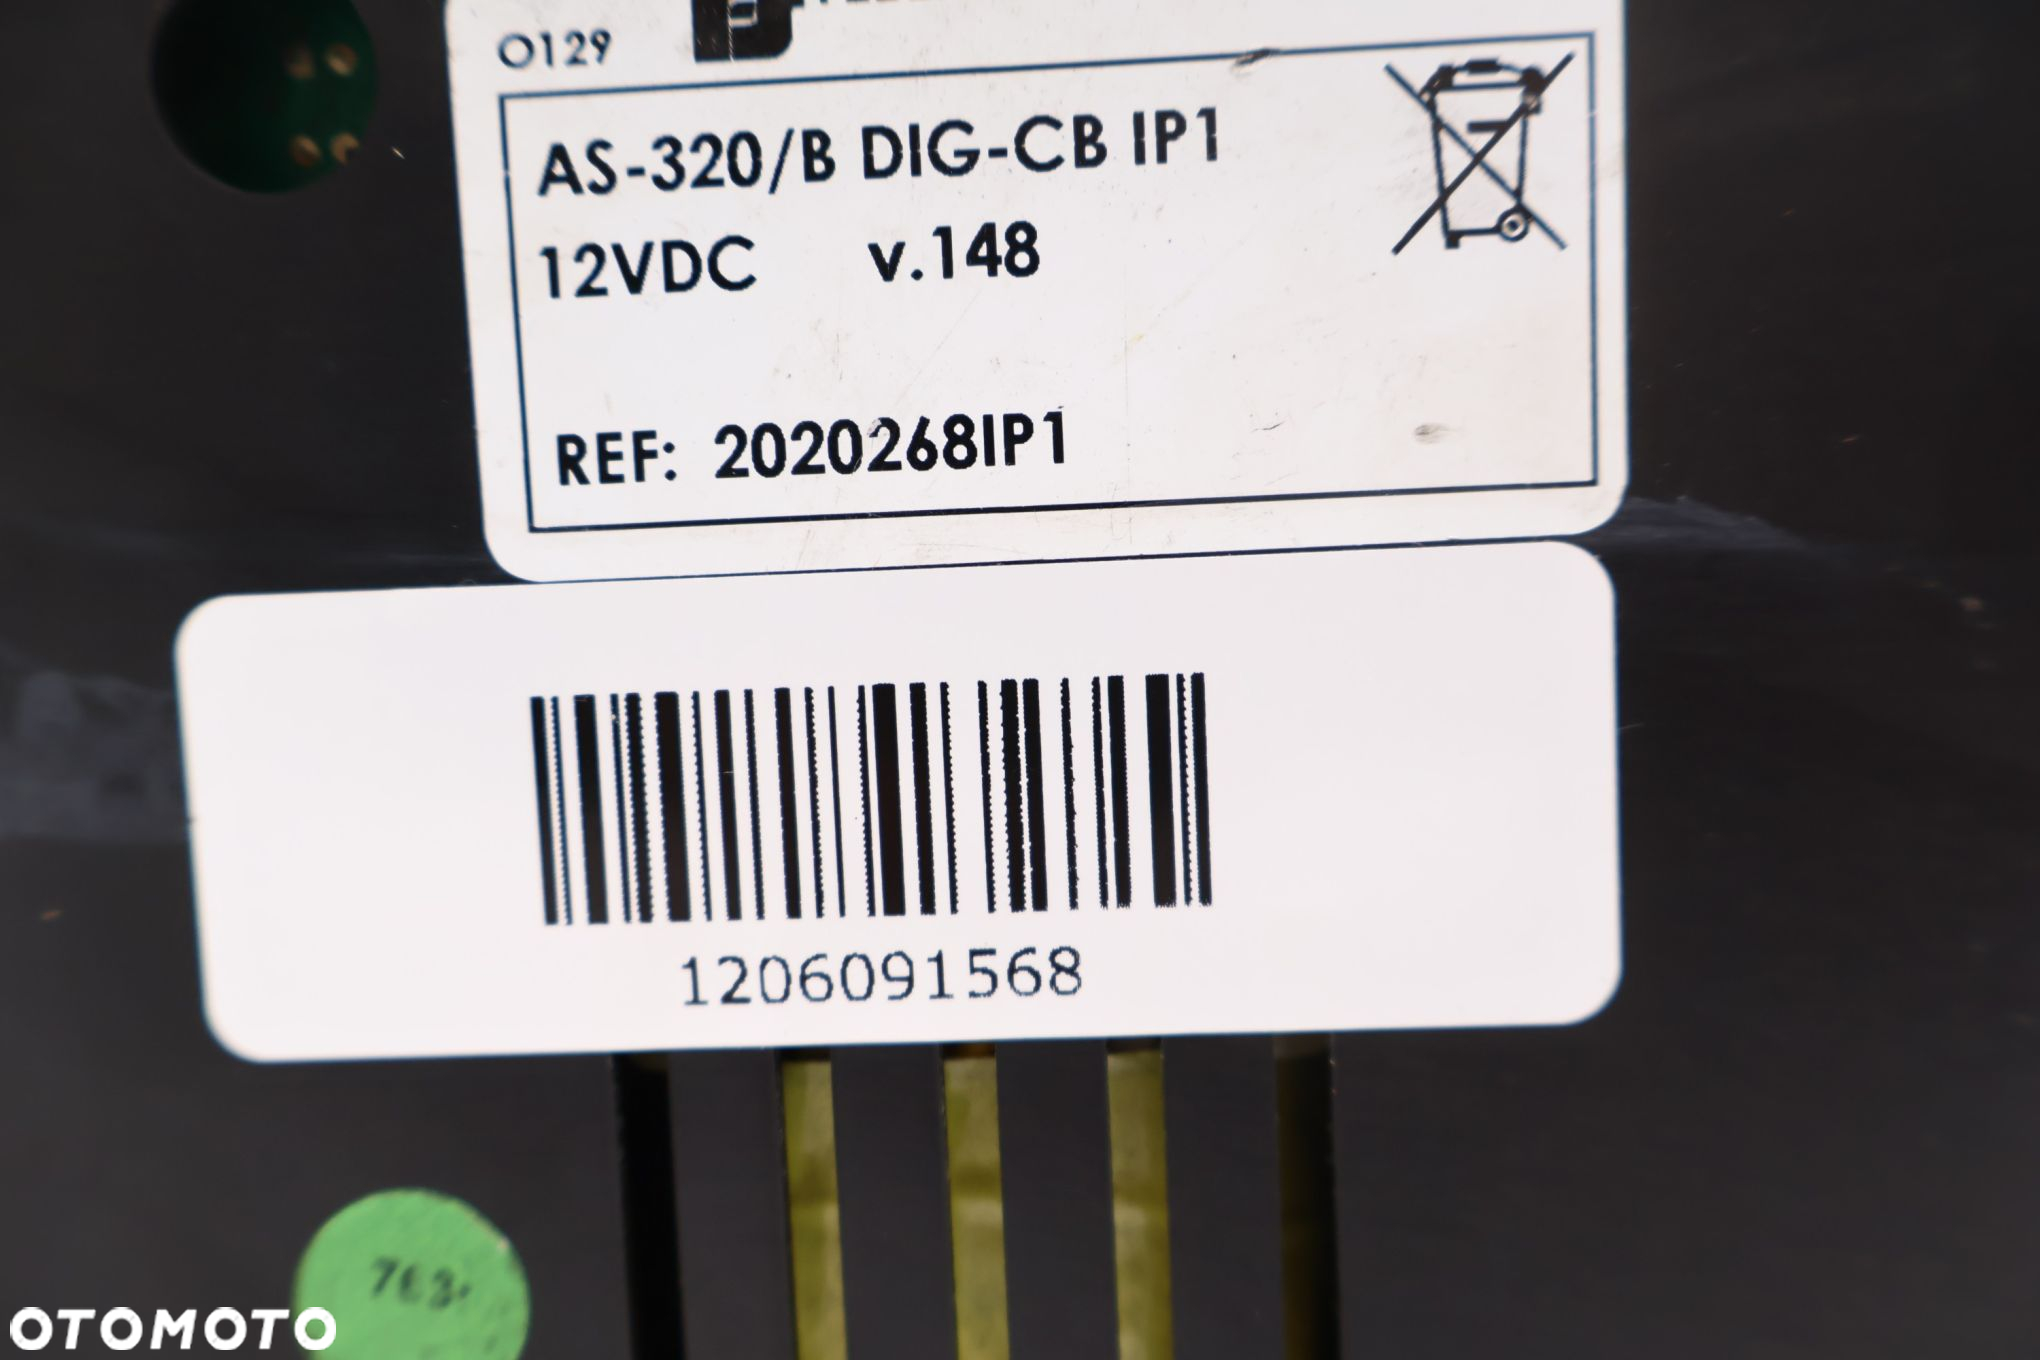 O129
AS-320/B DIG-CB IP1
12VDC v.148
REF: 2020268IP1
1206091568
OTOMOTO